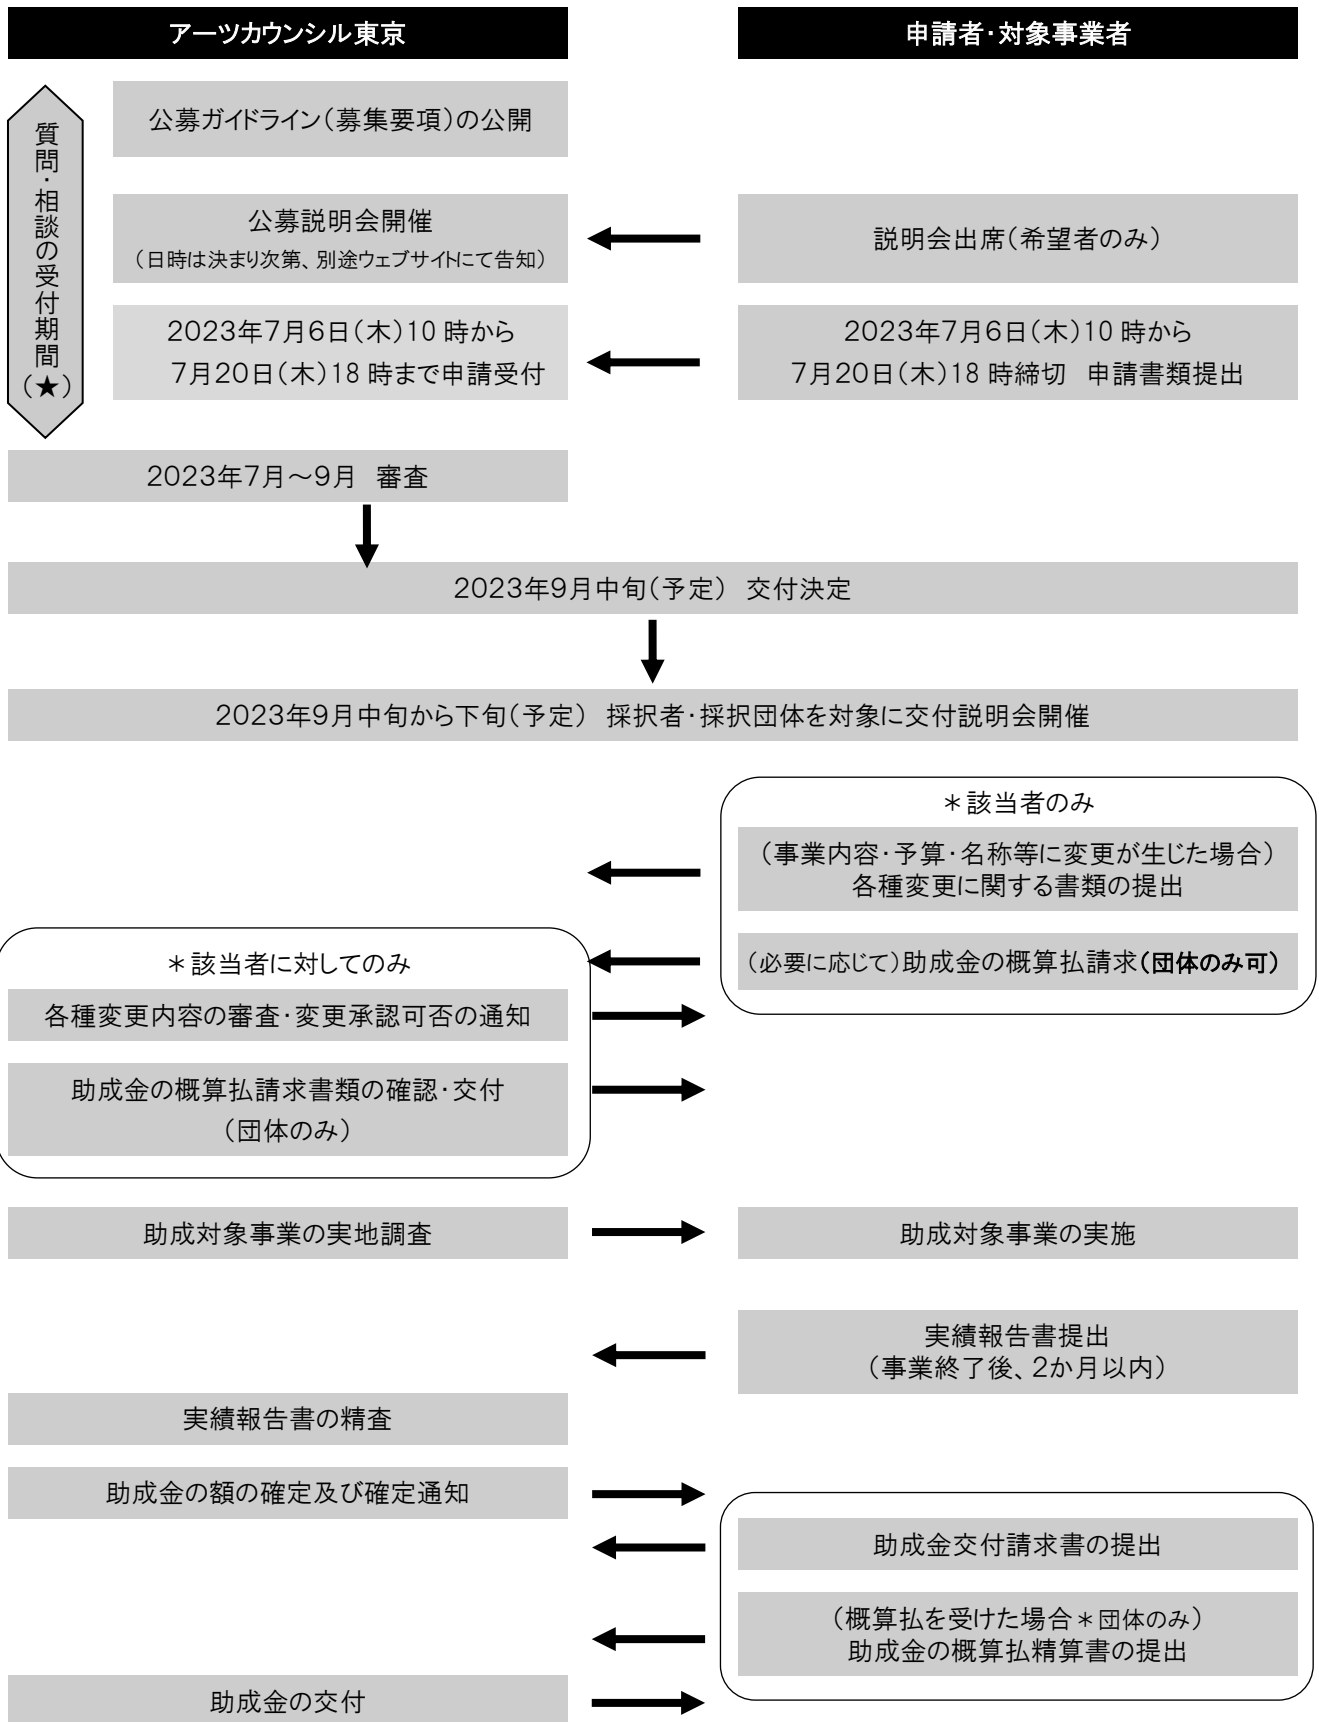 アーツカウンシル東京
申請者・対象事業者
質問・相談の受付期間(★)
公募ガイドライン(募集要項)の公開
公募説明会開催
(日時は決まり次第、別途ウェブサイトにて告知)
説明会出席(希望者のみ)
2023年7月6日(木)10時から
7月20日(木)18時まで申請受付
2023年7月6日(木)10時から
7月20日(木)18時締切 申請書類提出
2023年7月~9月 審査
2023年9月中旬(予定) 交付決定
2023年9月中旬から下旬(予定) 採択者・採択団体を対象に交付説明会開催
*該当者のみ
(事業内容・予算・名称等に変更が生じた場合)
各種変更に関する書類の提出
(必要に応じて)助成金の概算払請求(団体のみ可)
*該当者に対してのみ
各種変更内容の審査・変更承認可否の通知
助成金の概算払請求書類の確認・交付
(団体のみ)
助成対象事業の実地調査
助成対象事業の実施
実績報告書提出
(事業終了後、2か月以内)
実績報告書の精査
助成金の額の確定及び確定通知
助成金交付請求書の提出
(概算払を受けた場合*団体のみ)
助成金の概算払精算書の提出
助成金の交付